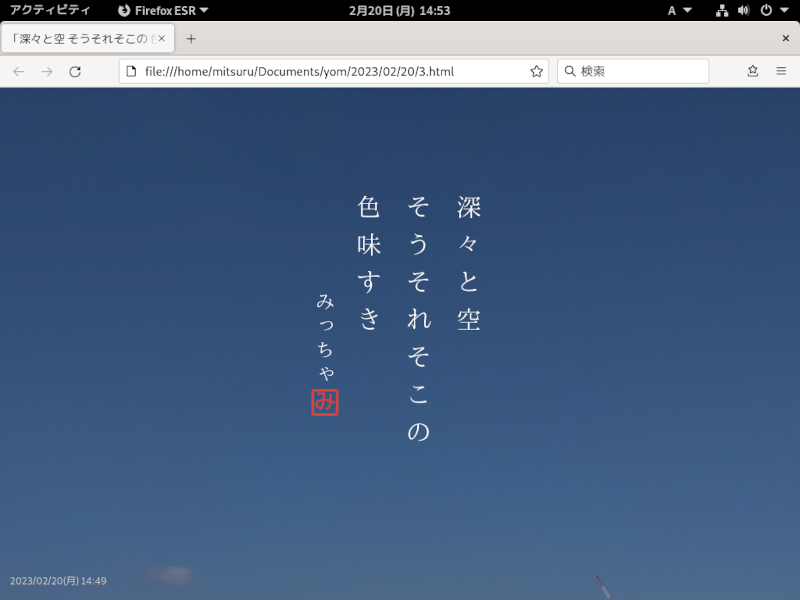 アクティビティ
Firefox ESR
2月20日 (月) 14:53
A
「深々と空 そうそれそこの
file:///home/mitsuru/Documents/yom/2023/02/20/3.html
検索
深々と空
そうそれそこの
色味すき
みっちゃ
み
2023/02/20(月) 14:49